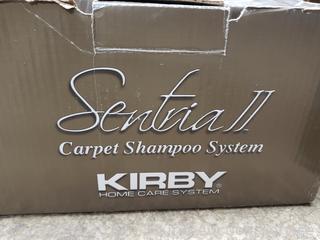 Sentria II
Carpet Shampoo System
KIRBY®
HOME CARE SYSTEM